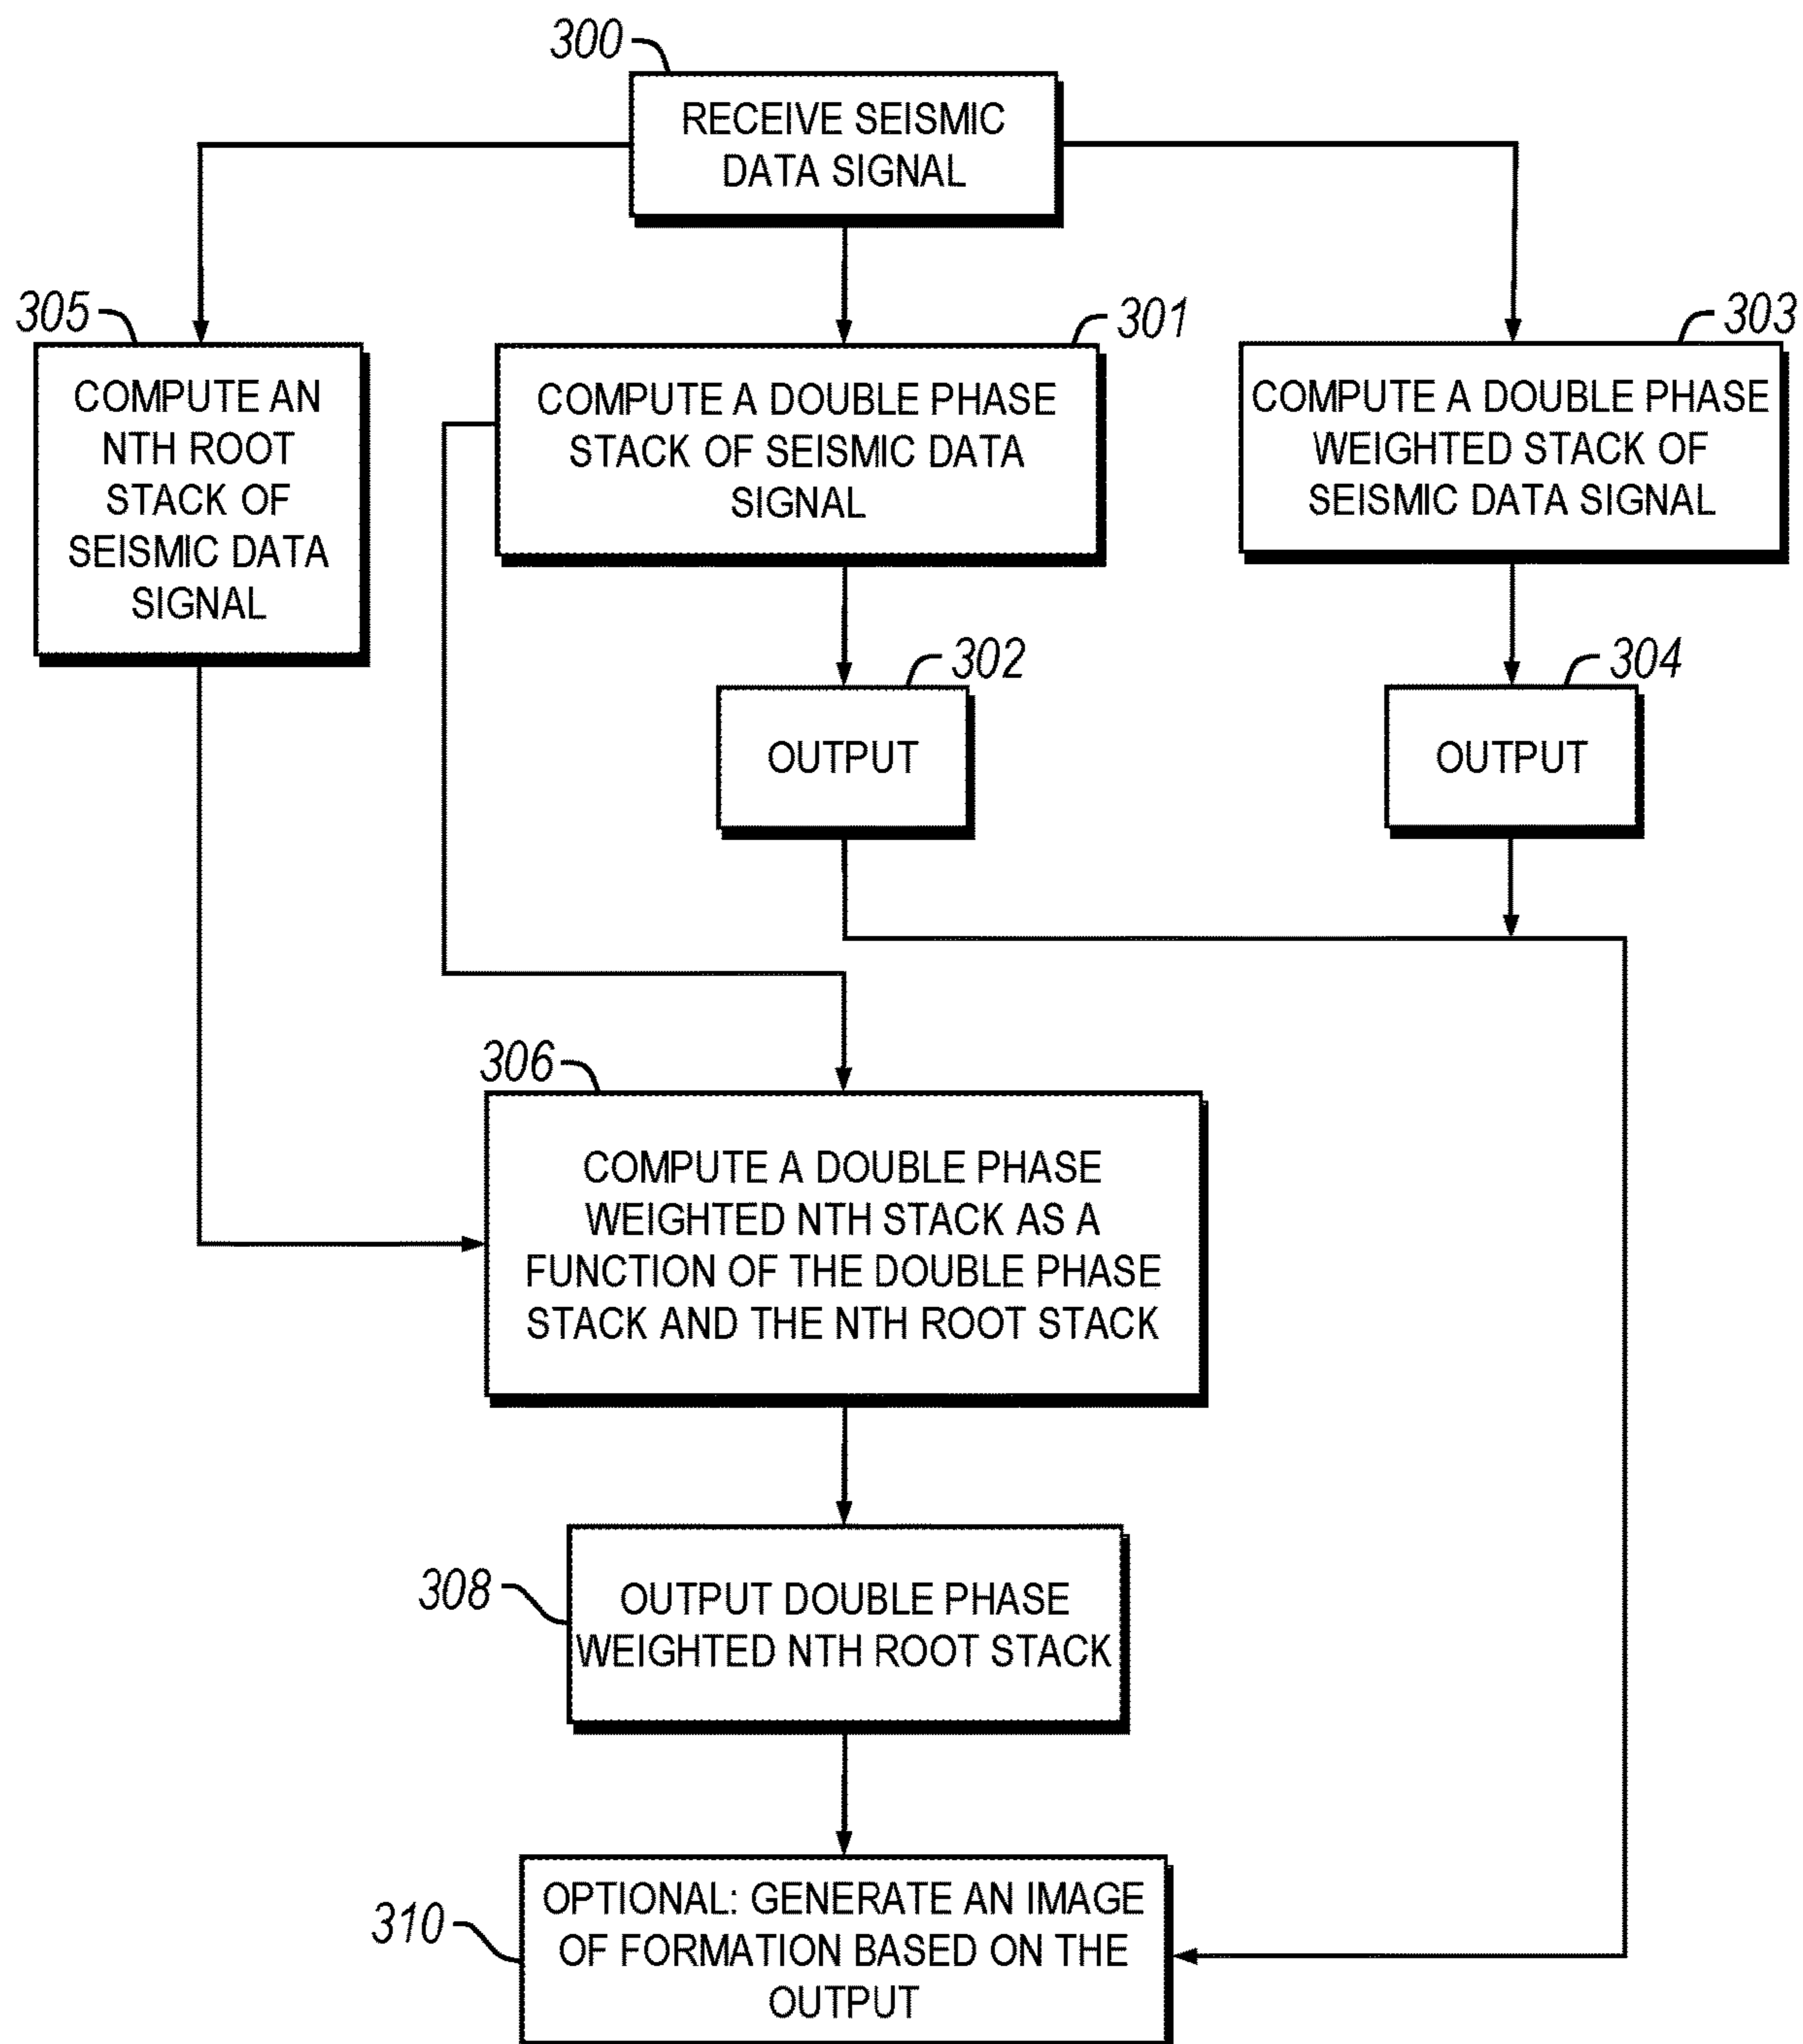 300
RECEIVE SEISMIC
DATA SIGNAL
305
COMPUTE AN
NTH ROOT
STACK OF
SEISMIC DATA
SIGNAL
301
COMPUTE A DOUBLE PHASE
STACK OF SEISMIC DATA
SIGNAL
303
COMPUTE A DOUBLE PHASE
WEIGHTED STACK OF
SEISMIC DATA SIGNAL
302
OUTPUT
304
OUTPUT
306
COMPUTE A DOUBLE PHASE
WEIGHTED NTH STACK AS A
FUNCTION OF THE DOUBLE PHASE
STACK AND THE NTH ROOT STACK
308
OUTPUT DOUBLE PHASE
WEIGHTED NTH ROOT STACK
310
OPTIONAL: GENERATE AN IMAGE
OF FORMATION BASED ON THE
OUTPUT